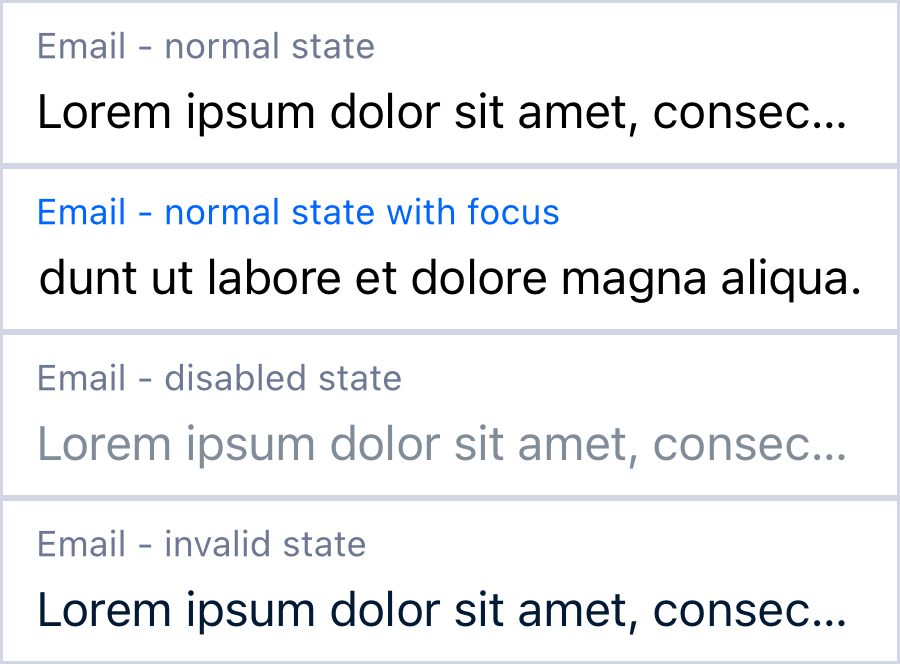 Email - normal state
Lorem ipsum dolor sit amet, consec...
Email - normal state with focus
dunt ut labore et dolore magna aliqua.
Email - disabled state
Lorem ipsum dolor sit amet, consec...
Email - invalid state
Lorem ipsum dolor sit amet, consec...